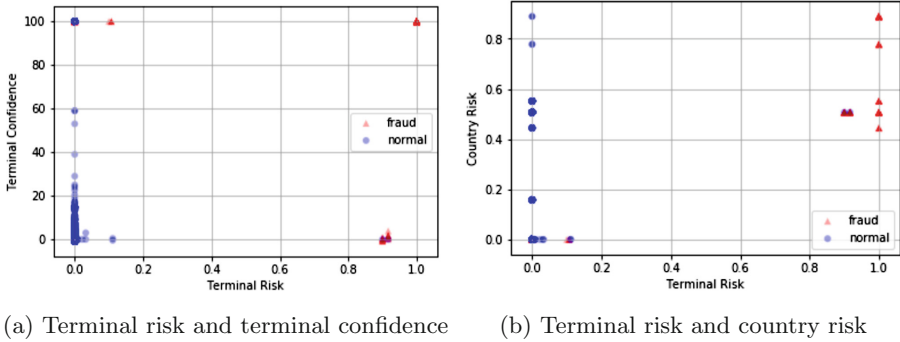 100
80
60
40
20
0
Terminal Confidence
fraud
normal
0.0 0.2 0.4 0.6 0.8 1.0
Terminal Risk
(a) Terminal risk and terminal confidence
0.8
0.6
0.4
0.2
0.0
Country Risk
fraud
normal
0.0 0.2 0.4 0.6 0.8 1.0
Terminal Risk
(b) Terminal risk and country risk